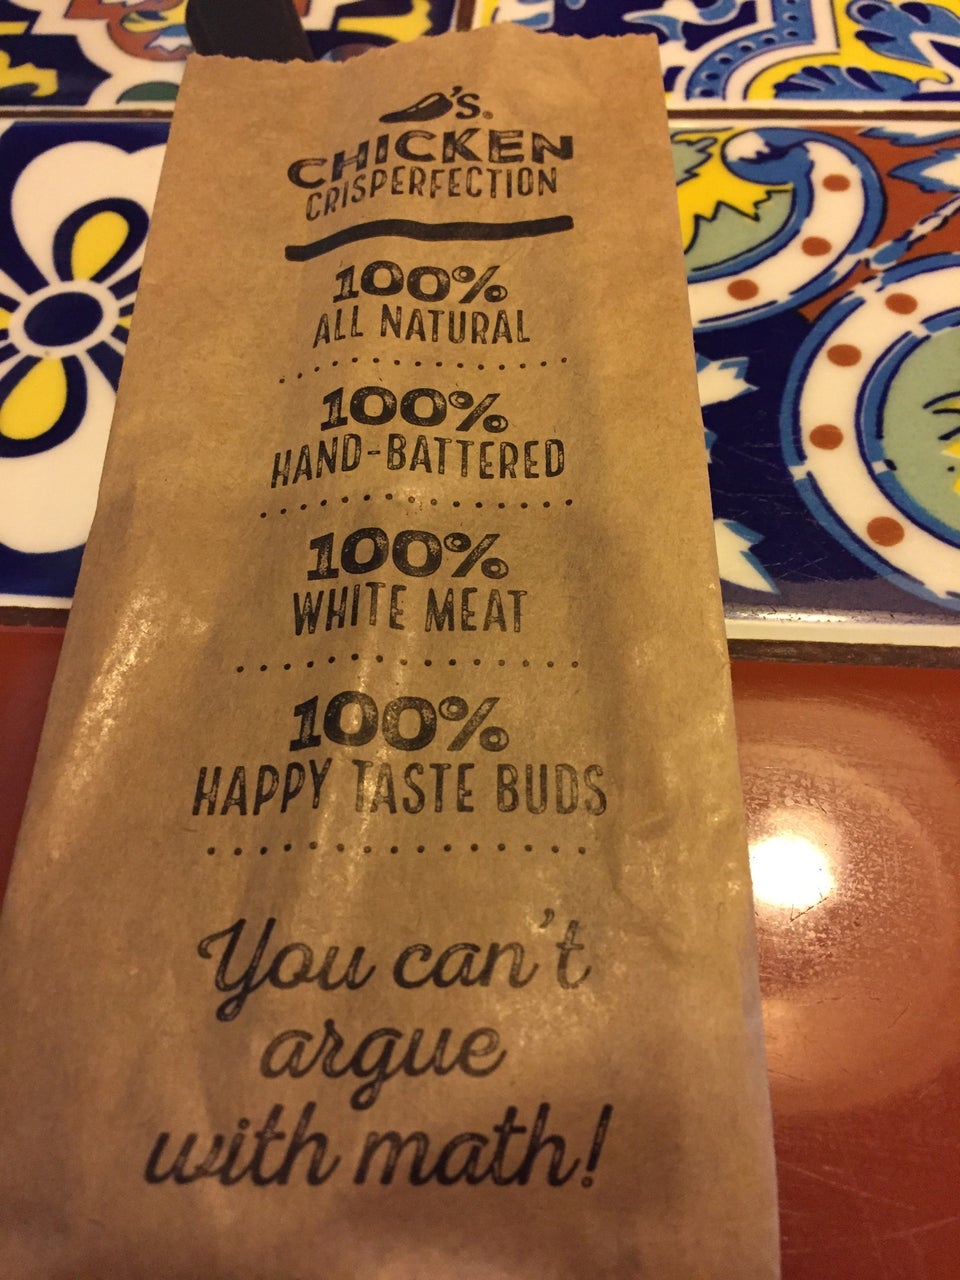 's.
CHICKEN
CRISPERFECTION
100%
ALL NATURAL
100%
HAND-BATTERED
100%
WHITE MEAT
100%
HAPPY TASTE BUDS
You can't
argue
with math!